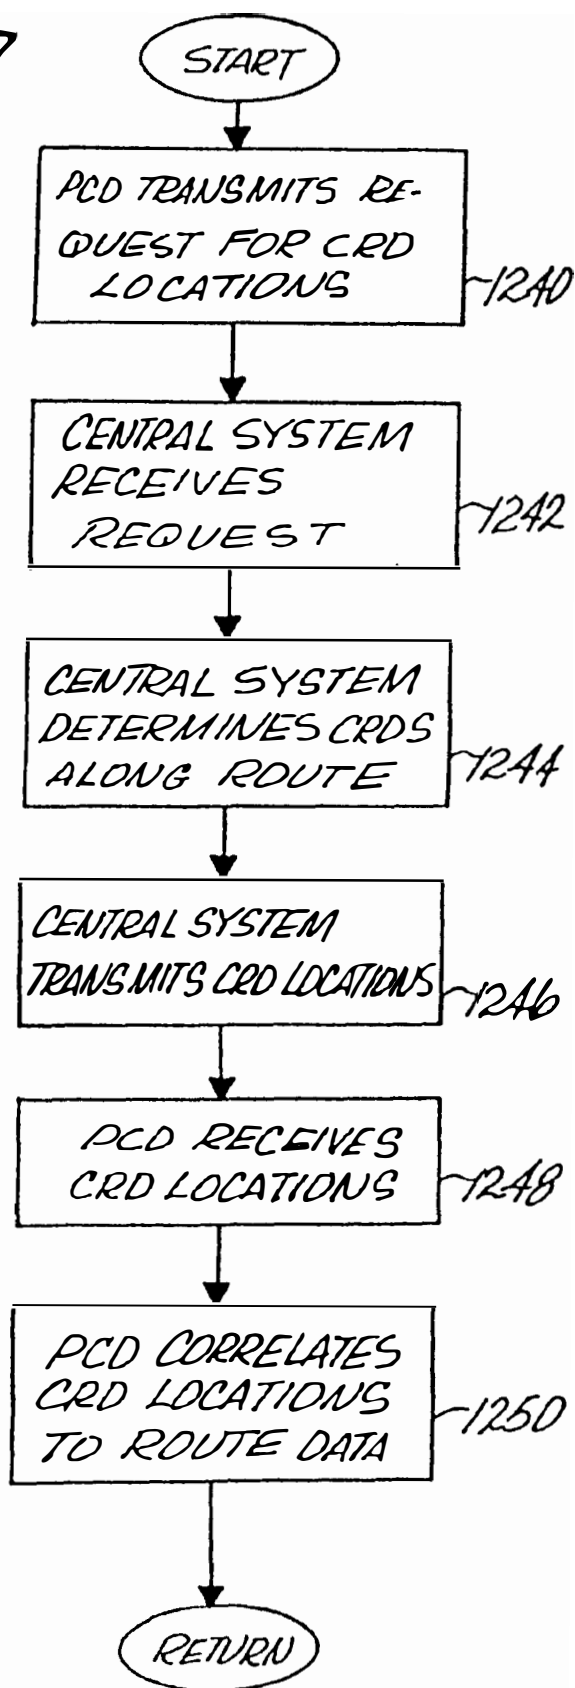 7
START
PCD TRANSMITS RE-
QUEST FOR CRD
LOCATIONS
1240
CENTRAL SYSTEM
RECEIVES
REQUEST
1242
CENTRAL SYSTEM
DETERMINES CRDS
ALONG ROUTE
1244
CENTRAL SYSTEM
TRANSMITS CRD LOCATIONS
1246
PCD RECEIVES
CRD LOCATIONS
1248
PCD CORRELATES
CRD LOCATIONS
TO ROUTE DATA
1250
RETURN